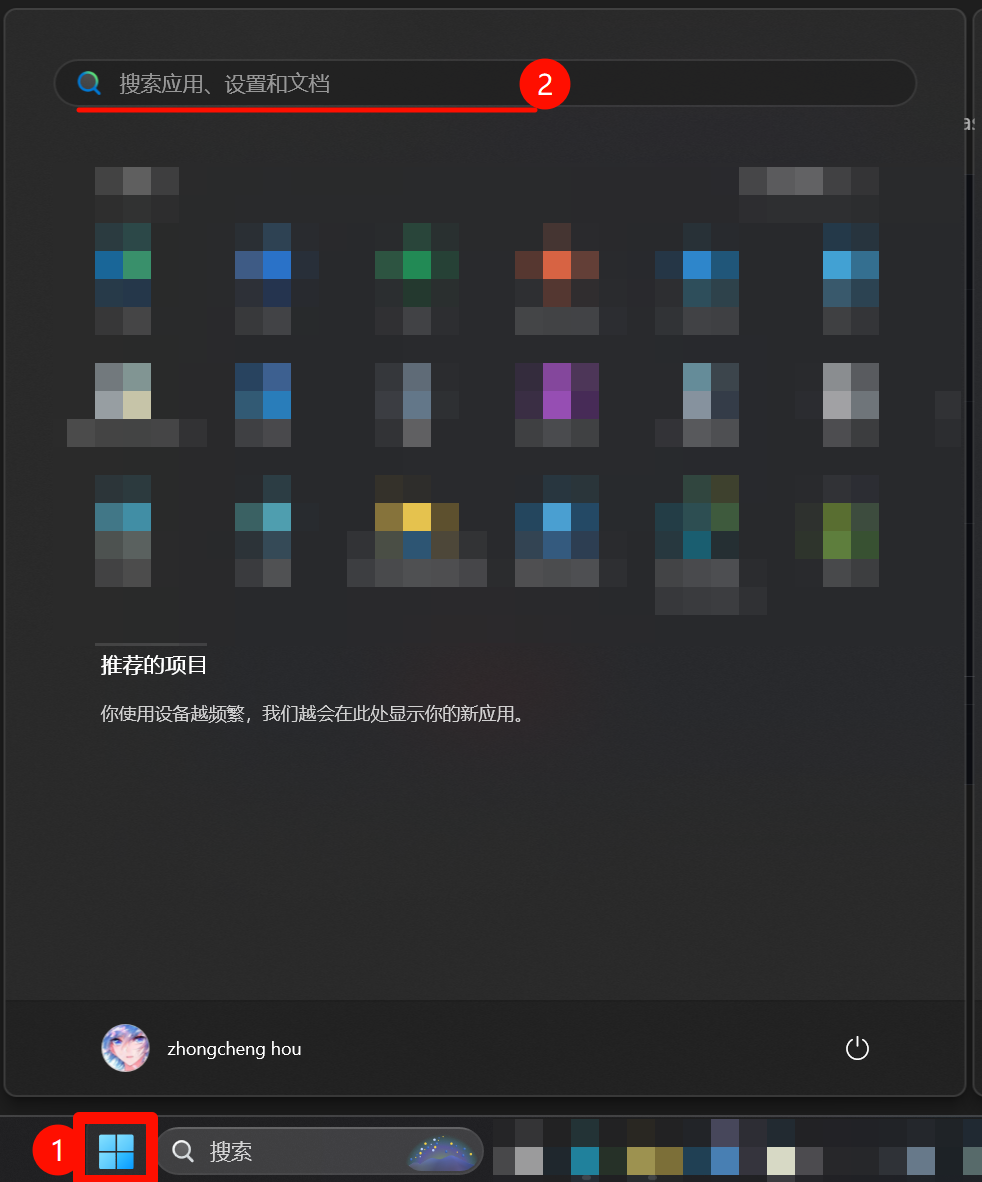 搜索应用、设置和文档
2
推荐的项目
你使用设备越频繁，我们越会在此处显示你的新应用。
zhongcheng hou
1
搜索